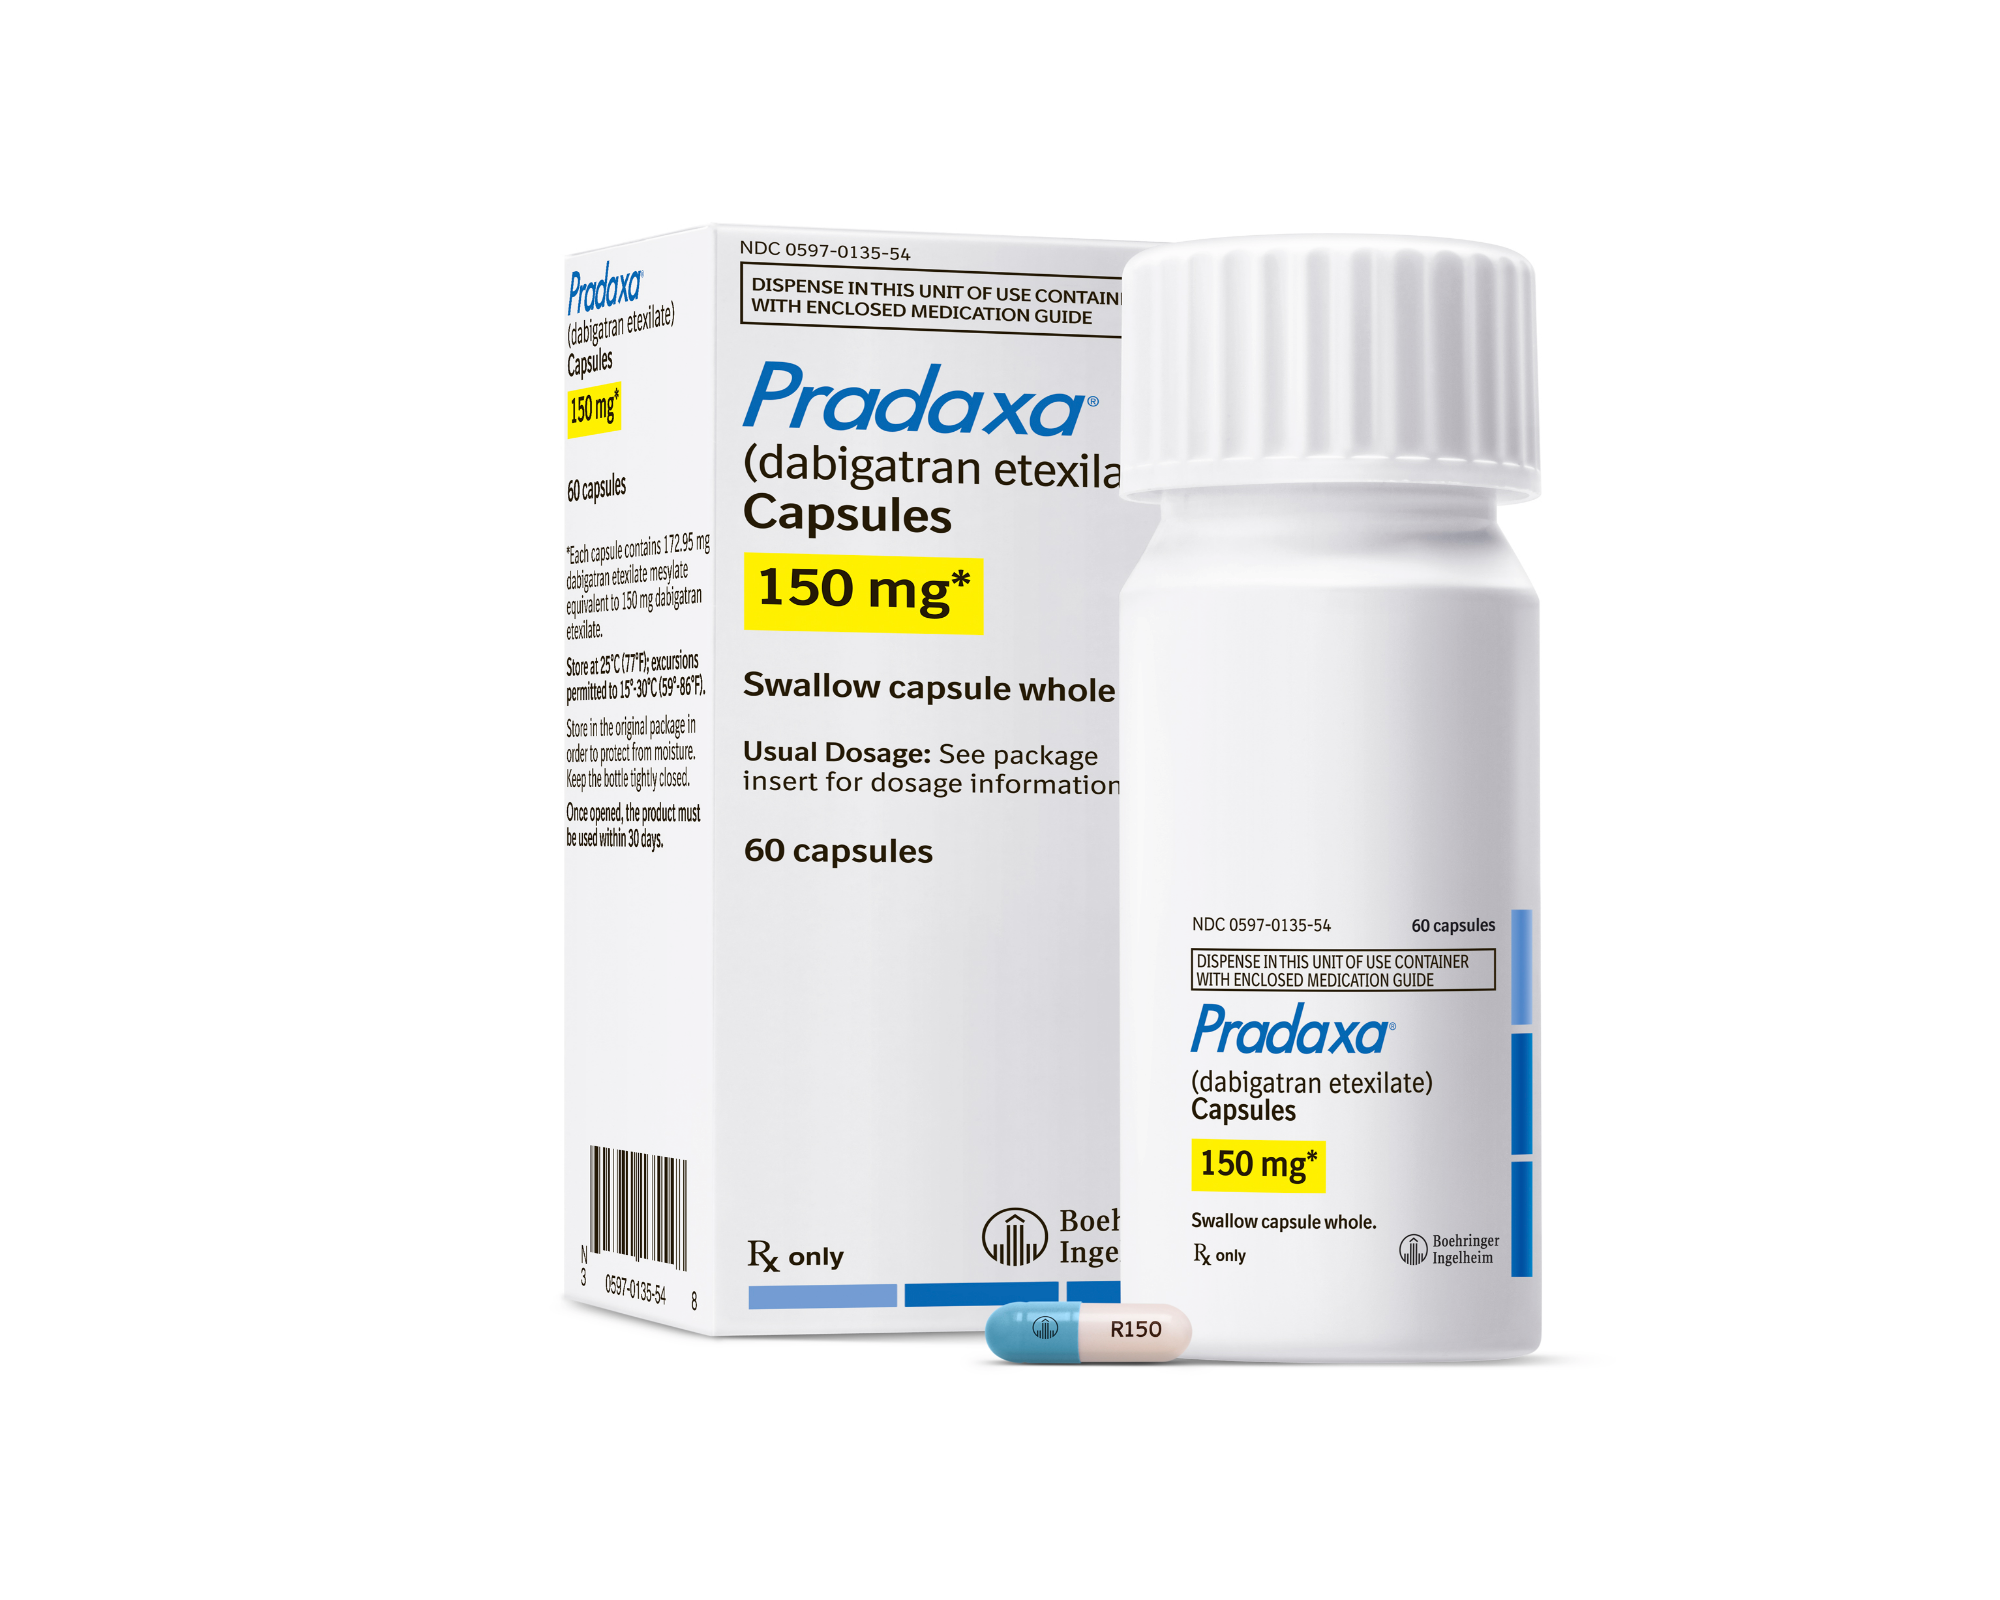 Pradaxa®
(dabigatran etexilate)
Capsules
150 mg*
60 capsules
*Each capsule contains 172.95 mg
dabigatran etexilate mesylate
equivalent to 150 mg dabigatran
etexilate.
Store at 25°C (77°F); excursions
permitted to 15°-30°C (59°-86°F).
Store in the original package in
order to protect from moisture.
Keep the bottle tightly closed.
Once opened, the product must
be used within 30 days.
N
3 0597-0135-54 8
NDC 0597-0135-54
DISPENSE IN THIS UNIT OF USE
WITH ENCLOSED MEDICATION GUIDE
Pradaxa®
(dabigatran
Capsules
150 mg*
Swallow capsule whole
Usual Dosage: See package
insert for dosage information
60 capsules
Rx only
NDC 0597-0135-54 60 capsules
DISPENSE IN THIS UNIT OF USE CONTAINER
WITH ENCLOSED MEDICATION GUIDE
Pradaxa®
(dabigatran etexilate)
Capsules
150 mg*
Swallow capsule whole.
Rx only
Boehringer
Ingelheim
R150